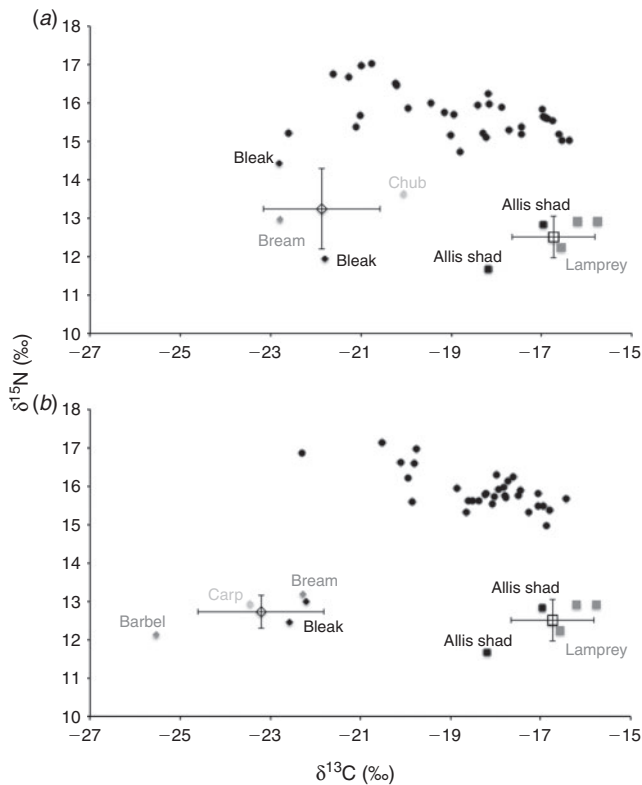 (a)
18
17
16
15
14
13
12
11
10
Bleak
Chub
Bream
Bleak
Allis shad
Allis shad
Lamprey
−27 −25 −23 −21 −19 −17 −15
δ15N (‰)
(b)
18
17
16
15
14
13
12
11
10
Carp
Bream
Barbel
Bleak
Allis shad
Allis shad
Lamprey
−27 −25 −23 −21 −19 −17 −15
δ13C (‰)